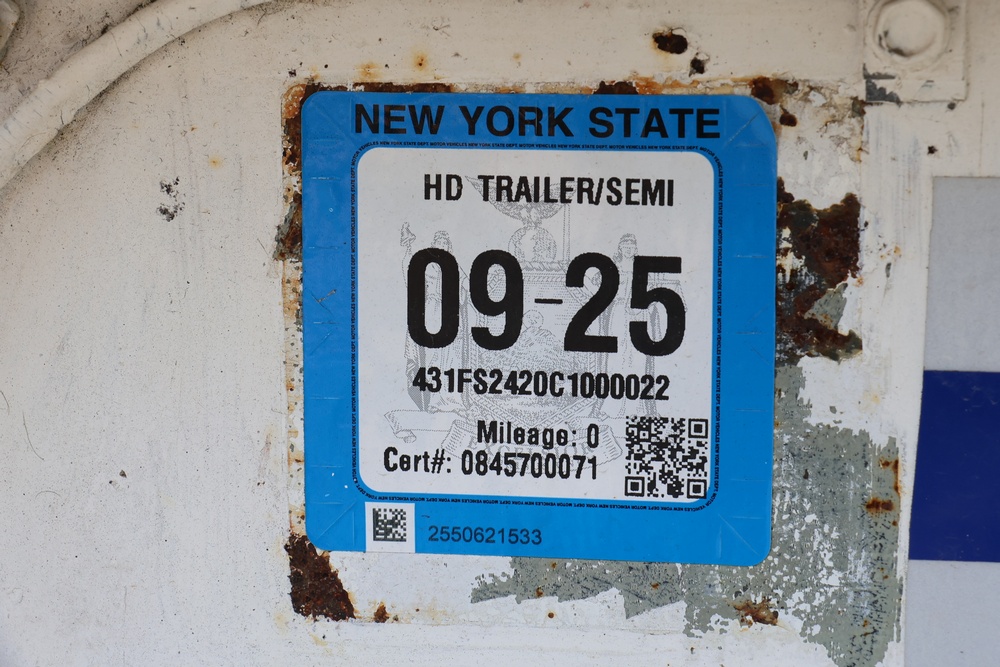 NEW YORK STATE
HD TRAILER/SEMI
09-25
431FS2420C1000022
Mileage: 0
Cert#: 0845700071
2550621533